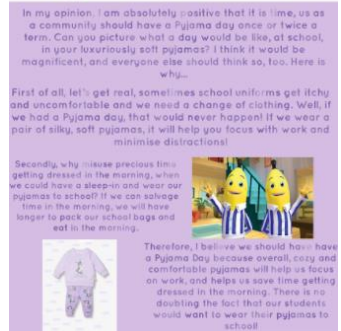 In my opinion. I am absolutely positive that it is time, us as
a community should have a Pyjama day once or twice a
term. Can you picture what a day would be like, at school,
in your luxuriously soft pyjamas? I think it would be
magnificent, and everyone else should think so, too. Here is
why...
First of all, let's get real, sometimes school uniforms get itchy
and uncomfortable and we need a change of clothing. Well, if
we had a Pyjama day, that would never happen! If we wear a
pair of silky, soft pyjamas, it will help you focus with work and
minimise distractions!
Secondly, why misuse precious time
getting dressed in the morning, when
we could have a sleep-in and wear our
pyjamas to school? If we can salvage
time in the morning, we will have
longer to pack our school bags and
eat in the morning.
Therefore, I believe we should have have
a Pyjama Day because overall, cozy and
comfortable pyjamas will help us focus
on work, and helps us save time getting
dressed in the morning. There is no
doubting the fact that our students
would want to wear their pyjamas to
school!